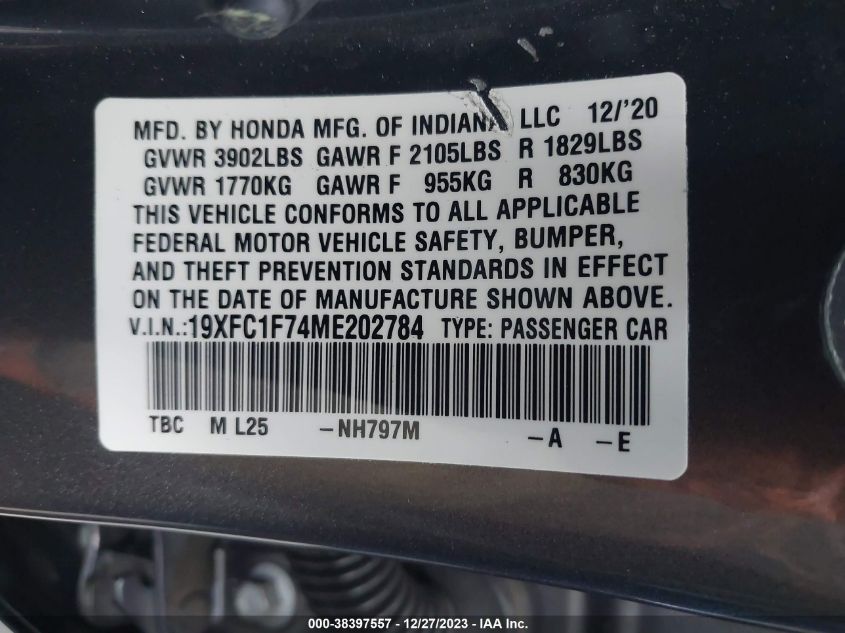 MFD. BY HONDA MFG. OF INDIANA LLC 12/'20
GVWR 3902LBS GAWR F 2105LBS R 1829LBS
GVWR 1770KG GAWR F 955KG R 830KG
THIS VEHICLE CONFORMS TO ALL APPLICABLE
FEDERAL MOTOR VEHICLE SAFETY, BUMPER,
AND THEFT PREVENTION STANDARDS IN EFFECT
ON THE DATE OF MANUFACTURE SHOWN ABOVE.
V.I.N.:19XFC1F74ME202784 TYPE: PASSENGER CAR
TBC M L25 -NH797M -A -E
000-38397557 - 12/27/2023 - © IAA Inc.